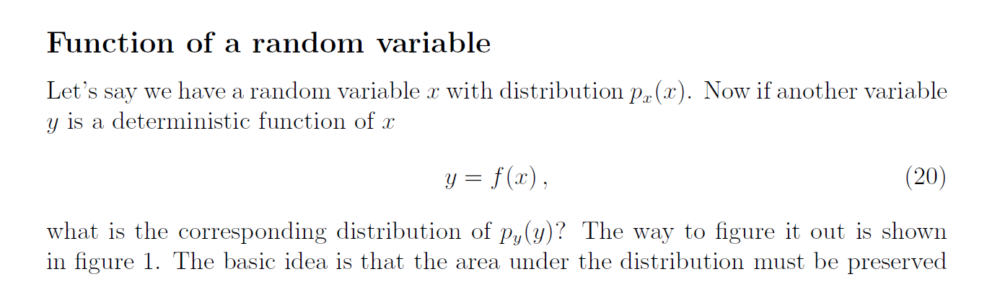 Function of a random variable
Let's say we have a random variable x with distribution pₓ(x). Now if another variable
y is a deterministic function of x
y = f(x) , (20)
what is the corresponding distribution of p_y(y)? The way to figure it out is shown
in figure 1. The basic idea is that the area under the distribution must be preserved